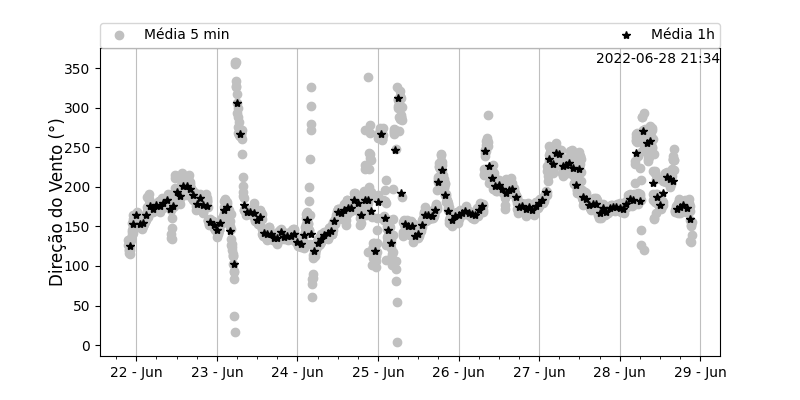 Média 5 min
Média 1h
2022-06-28 21:34
Direção do Vento (°)
350
300
250
200
150
100
50
0
22 - Jun
23 - Jun
24 - Jun
25 - Jun
26 - Jun
27 - Jun
28 - Jun
29 - Jun